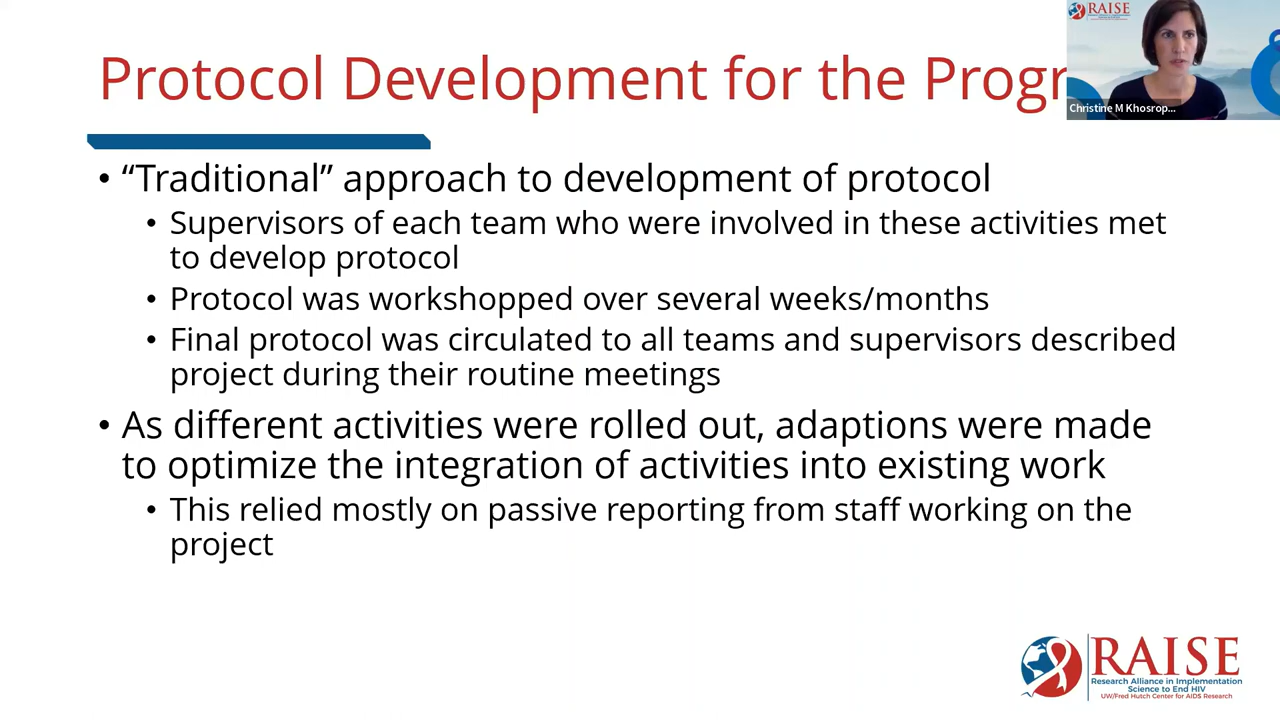 Protocol Development for the Progr
RAISE
Christine M Khosrop...
• “Traditional” approach to development of protocol
• Supervisors of each team who were involved in these activities met
to develop protocol
• Protocol was workshopped over several weeks/months
• Final protocol was circulated to all teams and supervisors described
project during their routine meetings
• As different activities were rolled out, adaptions were made
to optimize the integration of activities into existing work
• This relied mostly on passive reporting from staff working on the
project
RAISE
Research Alliance in Implementation
Science to End HIV
UW/Fred Hutch Center for AIDS Research